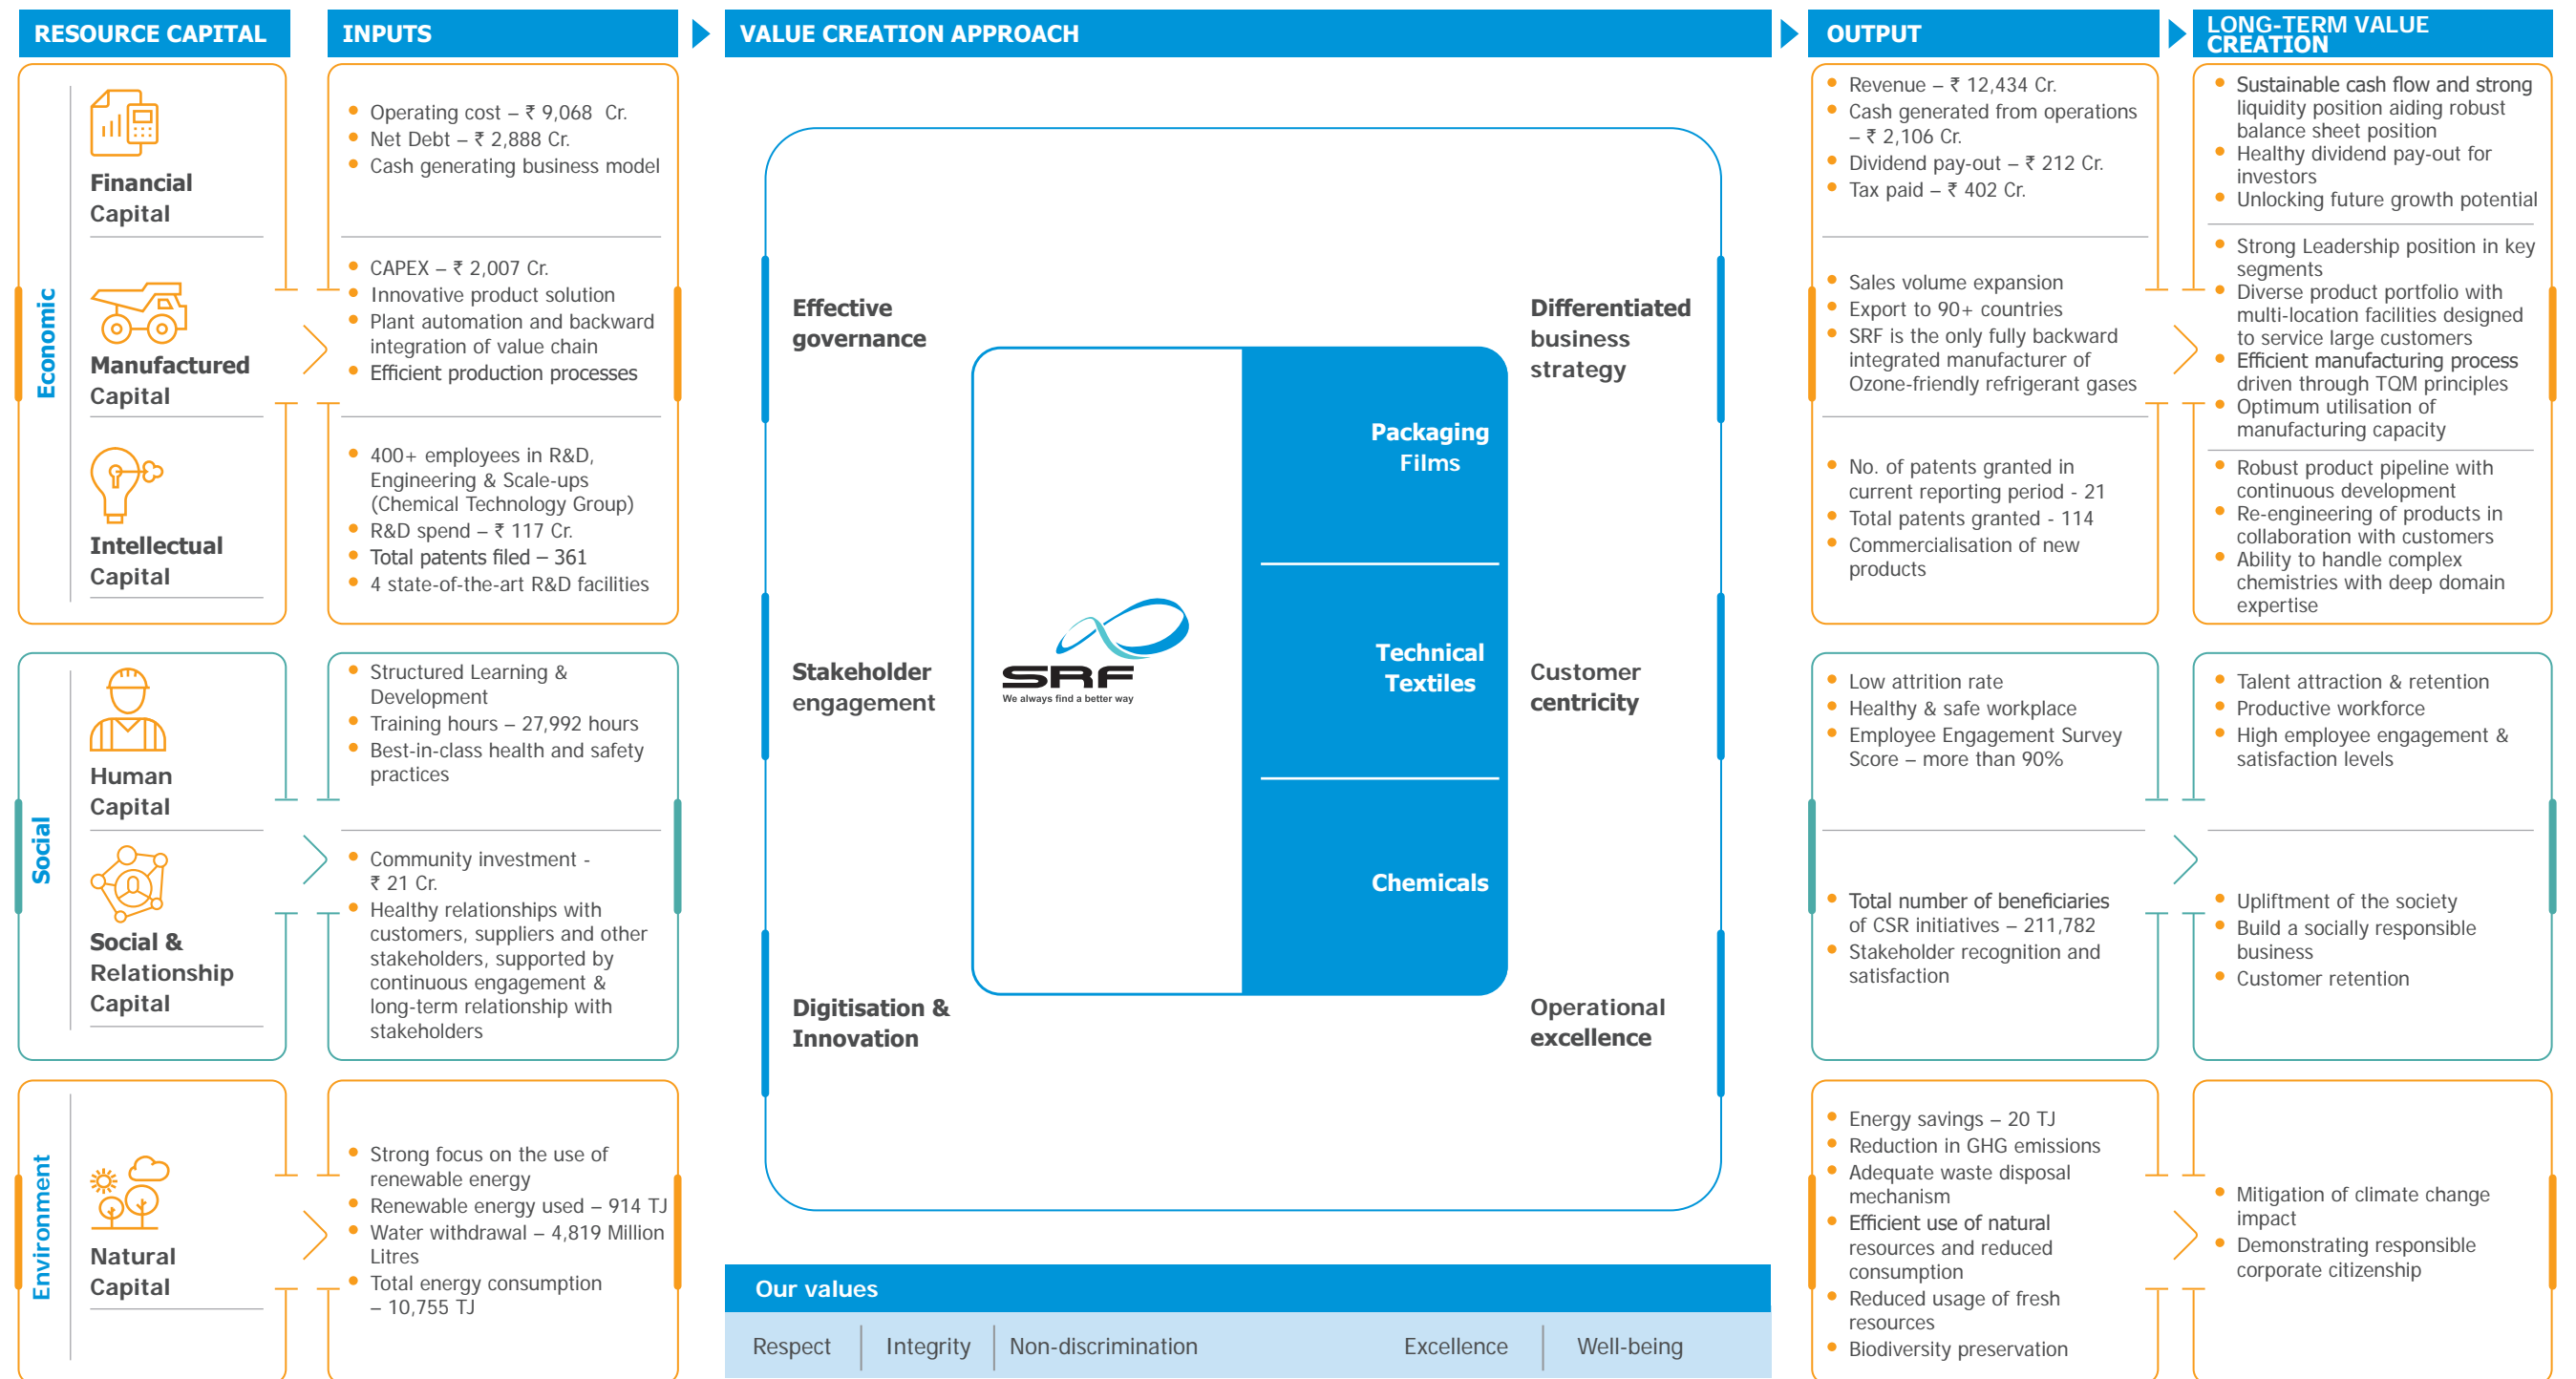 RESOURCE CAPITAL
INPUTS
VALUE CREATION APPROACH
OUTPUT
LONG-TERM VALUE
CREATION
Economic
Financial
Capital
Manufactured
Capital
Intellectual
Capital
• Operating cost – ₹ 9,068 Cr.
• Net Debt – ₹ 2,888 Cr.
• Cash generating business model
• CAPEX – ₹ 2,007 Cr.
• Innovative product solution
• Plant automation and backward
integration of value chain
• Efficient production processes
• 400+ employees in R&D,
Engineering & Scale-ups
(Chemical Technology Group)
• R&D spend – ₹ 117 Cr.
• Total patents filed – 361
• 4 state-of-the-art R&D facilities
Social
Human
Capital
Social &
Relationship
Capital
• Structured Learning &
Development
• Training hours – 27,992 hours
• Best-in-class health and safety
practices
• Community investment -
₹ 21 Cr.
• Healthy relationships with
customers, suppliers and other
stakeholders, supported by
continuous engagement &
long-term relationship with
stakeholders
Environment
Natural
Capital
• Strong focus on the use of
renewable energy
• Renewable energy used – 914 TJ
• Water withdrawal – 4,819 Million
Litres
• Total energy consumption
– 10,755 TJ
Effective
governance
Stakeholder
engagement
Digitisation &
Innovation
SRF
We always find a better way
Packaging
Films
Technical
Textiles
Chemicals
Differentiated
business
strategy
Customer
centricity
Operational
excellence
Our values
Respect
Integrity
Non-discrimination
Excellence
Well-being
• Revenue – ₹ 12,434 Cr.
• Cash generated from operations
– ₹ 2,106 Cr.
• Dividend pay-out – ₹ 212 Cr.
• Tax paid – ₹ 402 Cr.
• Sales volume expansion
• Export to 90+ countries
• SRF is the only fully backward
integrated manufacturer of
Ozone-friendly refrigerant gases
• No. of patents granted in
current reporting period - 21
• Total patents granted - 114
• Commercialisation of new
products
• Low attrition rate
• Healthy & safe workplace
• Employee Engagement Survey
Score – more than 90%
• Total number of beneficiaries
of CSR initiatives – 211,782
• Stakeholder recognition and
satisfaction
• Energy savings – 20 TJ
• Reduction in GHG emissions
• Adequate waste disposal
mechanism
• Efficient use of natural
resources and reduced
consumption
• Reduced usage of fresh
resources
• Biodiversity preservation
• Sustainable cash flow and strong
liquidity position aiding robust
balance sheet position
• Healthy dividend pay-out for
investors
• Unlocking future growth potential
• Strong Leadership position in key
segments
• Diverse product portfolio with
multi-location facilities designed
to service large customers
• Efficient manufacturing process
driven through TQM principles
• Optimum utilisation of
manufacturing capacity
• Robust product pipeline with
continuous development
• Re-engineering of products in
collaboration with customers
• Ability to handle complex
chemistries with deep domain
expertise
• Talent attraction & retention
• Productive workforce
• High employee engagement &
satisfaction levels
• Upliftment of the society
• Build a socially responsible
business
• Customer retention
• Mitigation of climate change
impact
• Demonstrating responsible
corporate citizenship